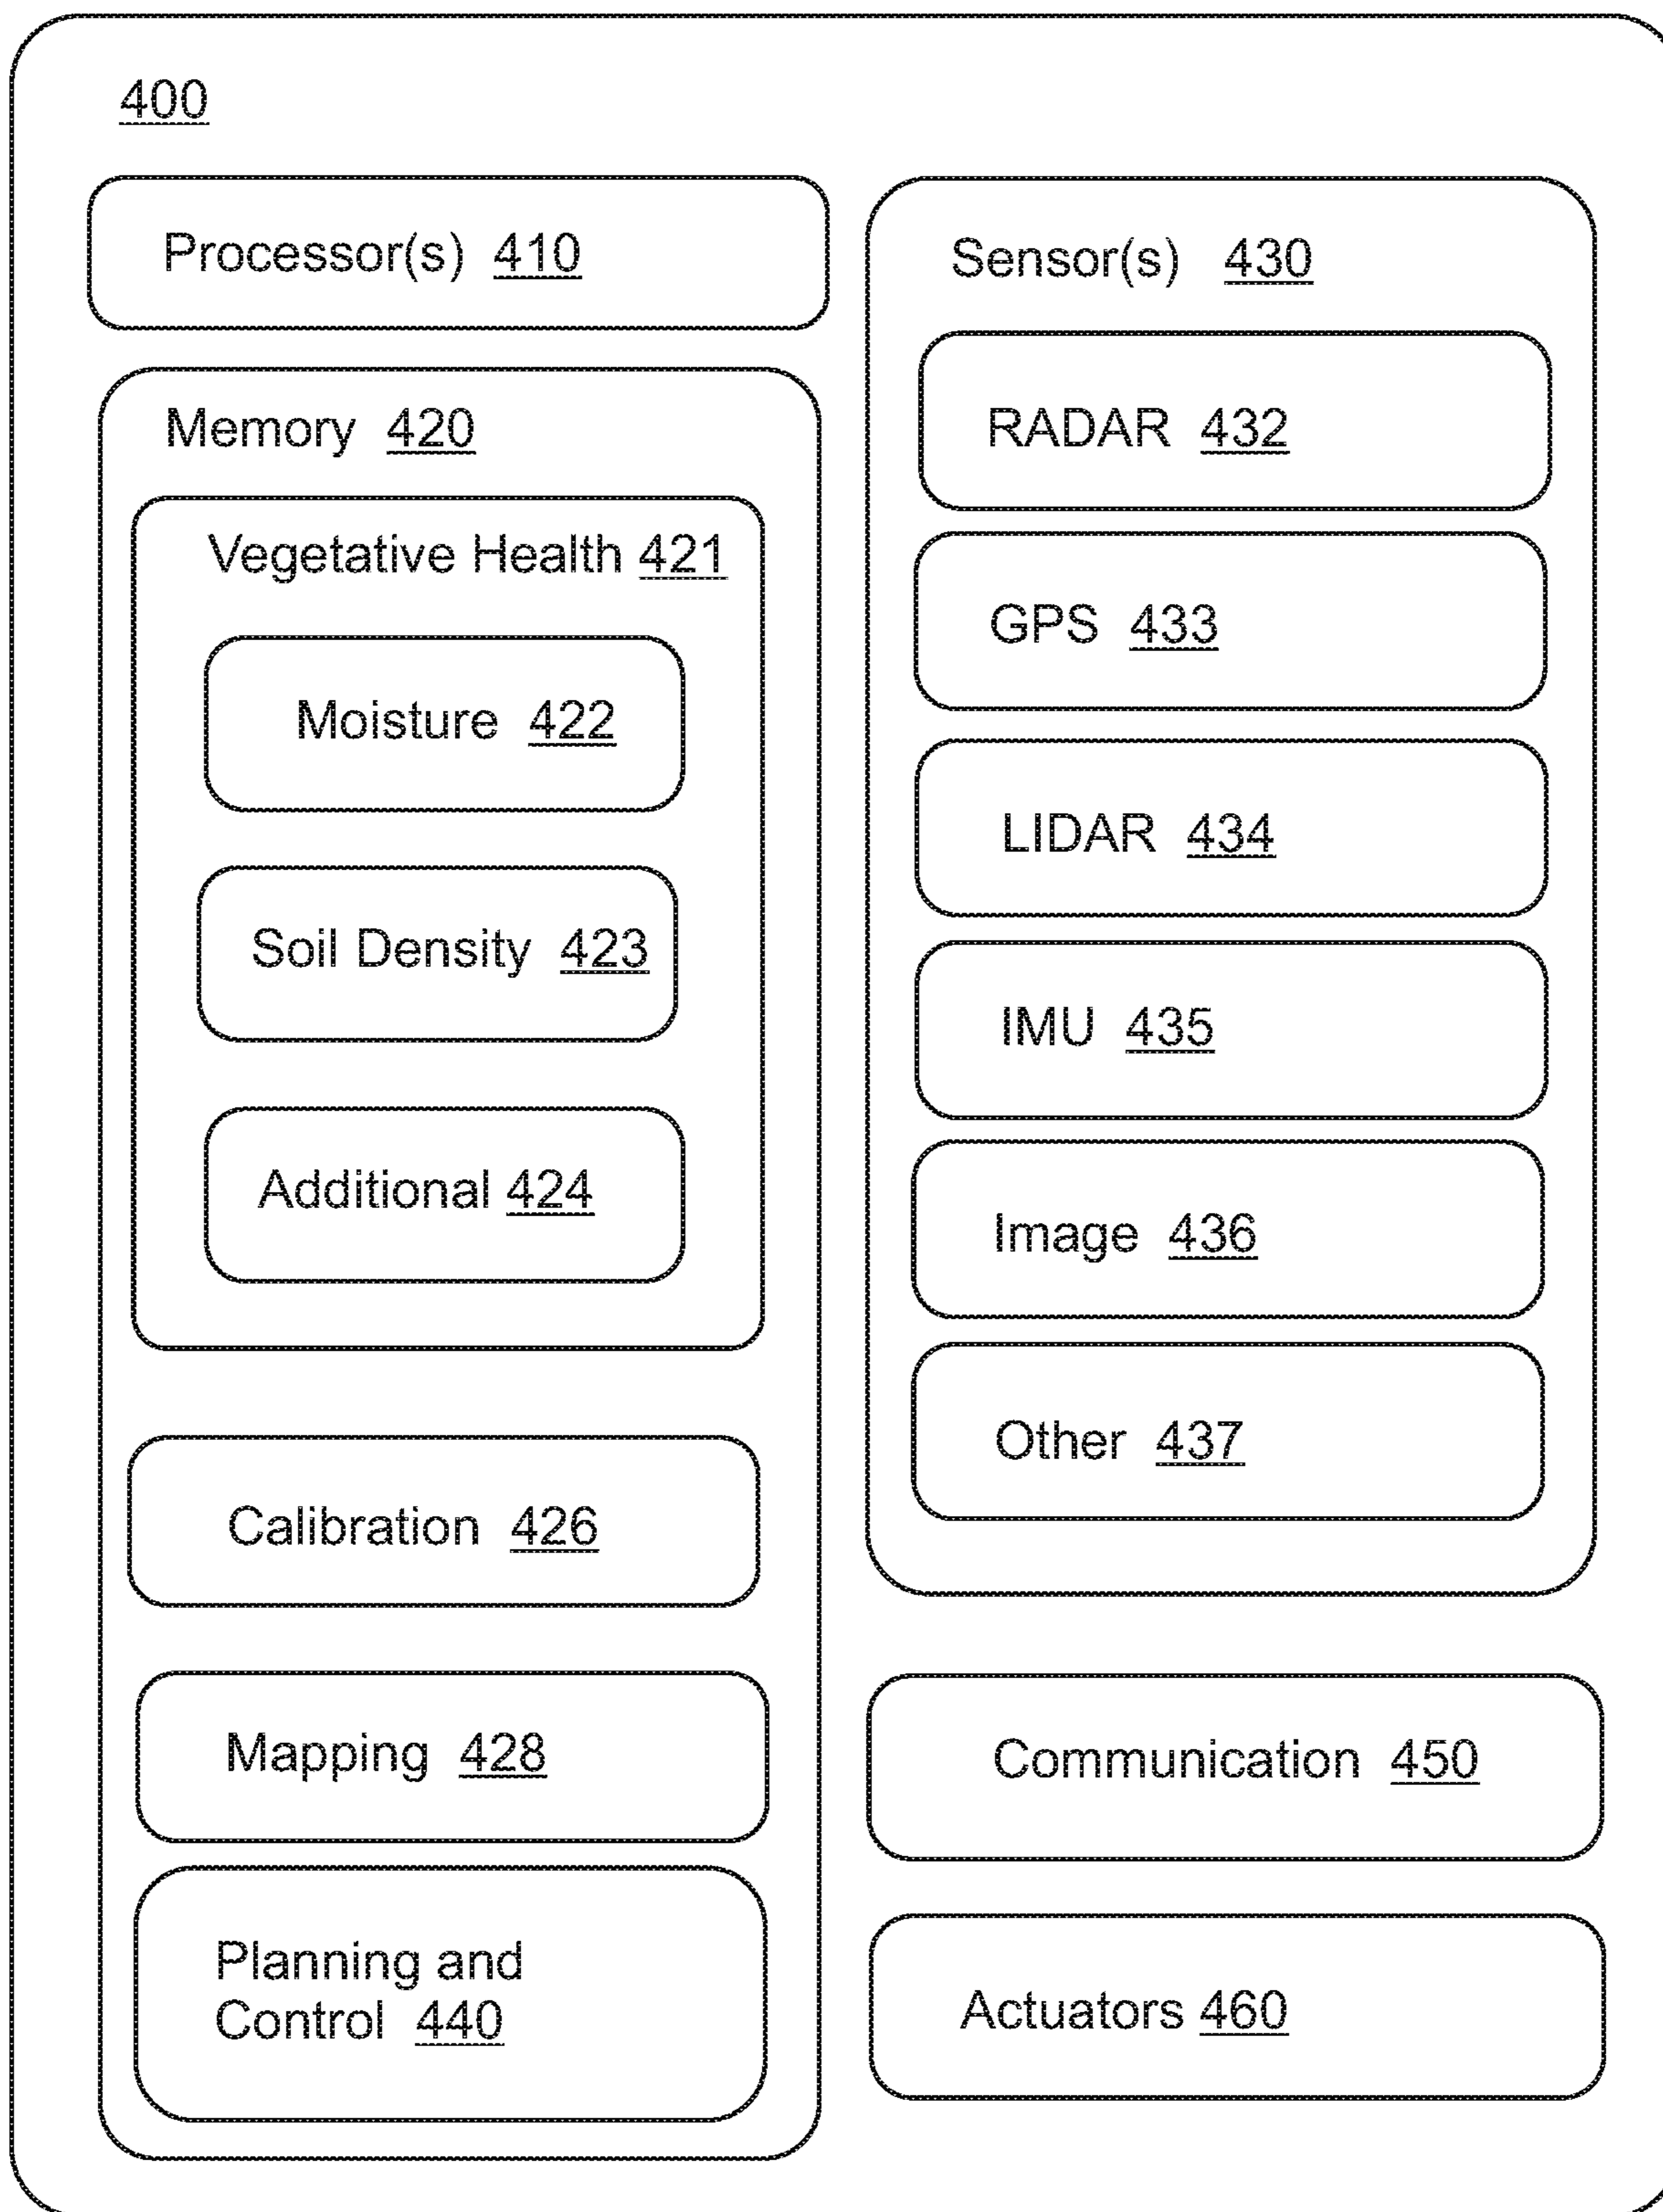 400
Processor(s) 410
Memory 420
Vegetative Health 421
Moisture 422
Soil Density 423
Additional 424
Calibration 426
Mapping 428
Planning and
Control 440
Sensor(s) 430
RADAR 432
GPS 433
LIDAR 434
IMU 435
Image 436
Other 437
Communication 450
Actuators 460